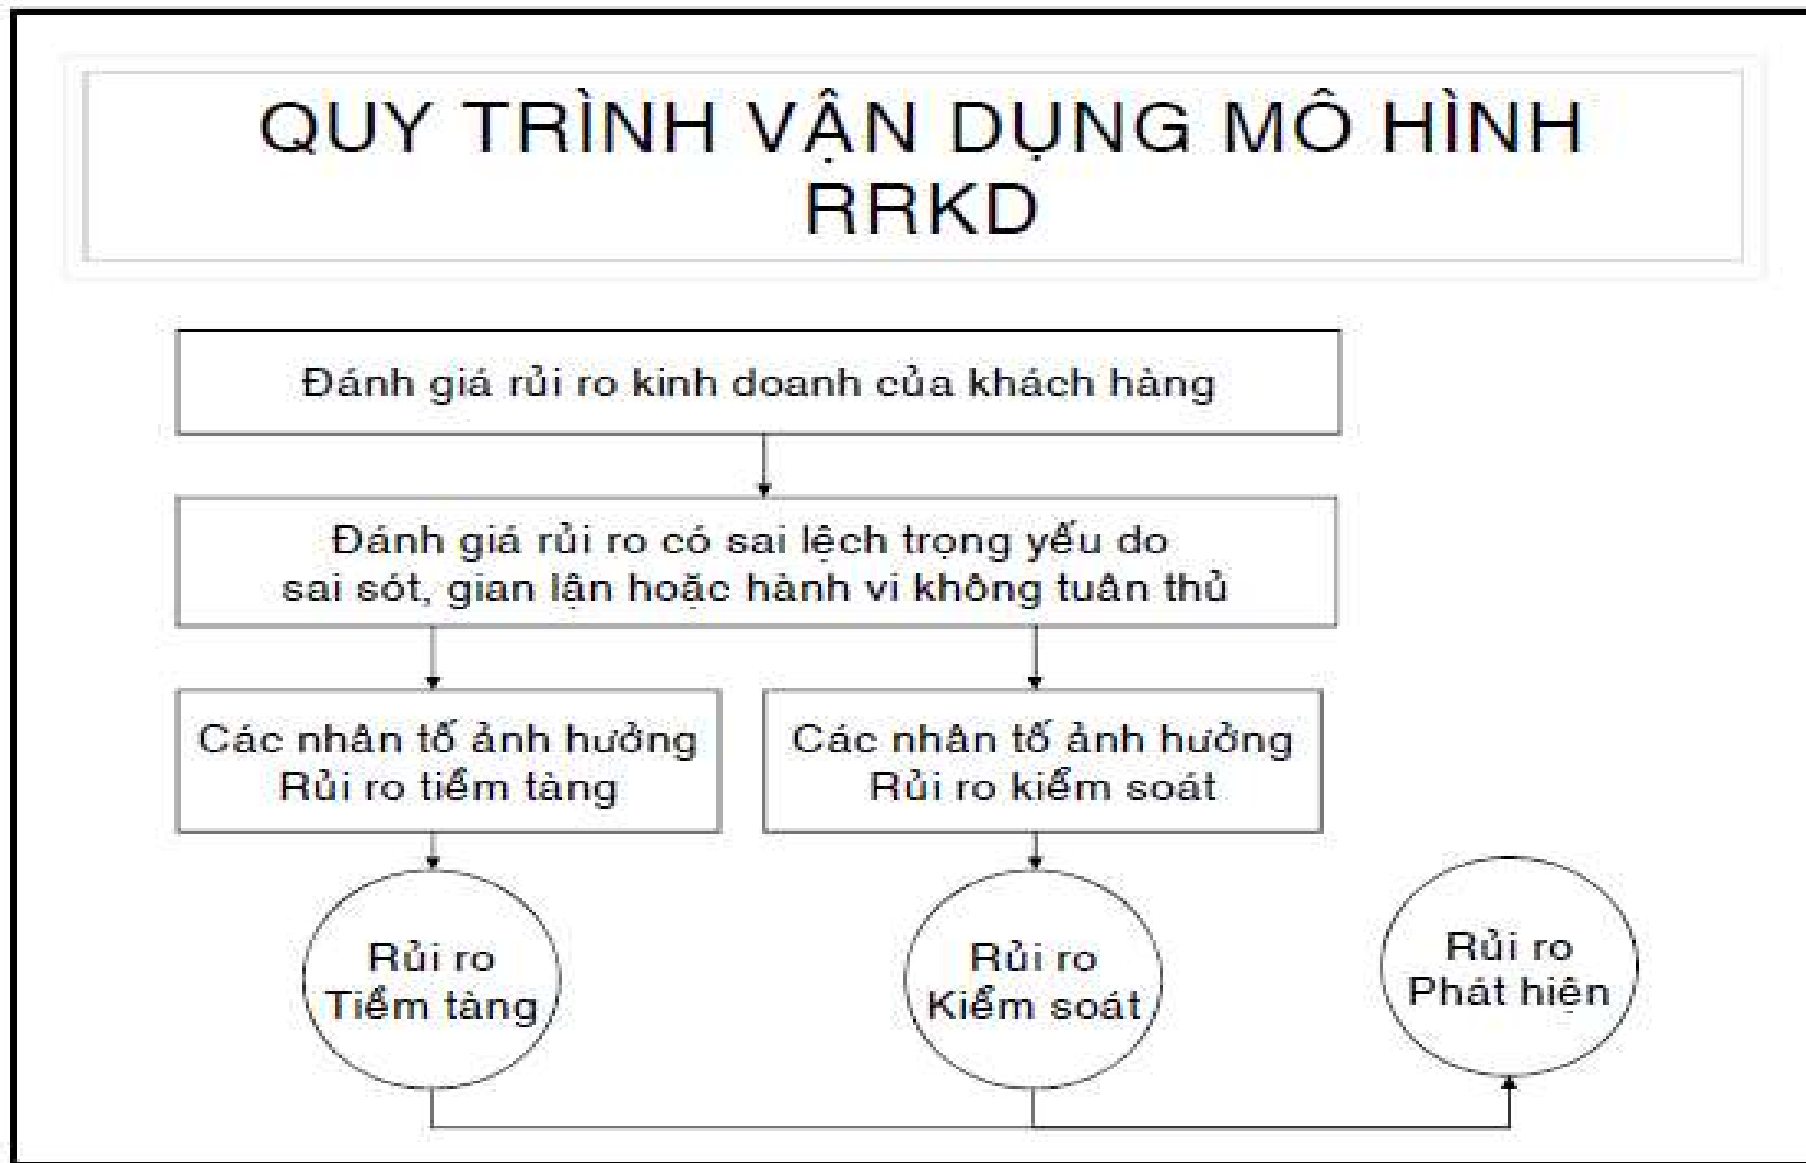 QUY TRÌNH VẬN DỤNG MÔ HÌNH
RRKD
Đánh giá rủi ro kinh doanh của khách hàng
Đánh giá rủi ro có sai lệch trọng yếu do
sai sót, gian lận hoặc hành vi không tuân thủ
Các nhân tố ảnh hưởng
Rủi ro tiềm tàng
Các nhân tố ảnh hưởng
Rủi ro kiểm soát
Rủi ro
Tiềm tàng
Rủi ro
Kiểm soát
Rủi ro
Phát hiện